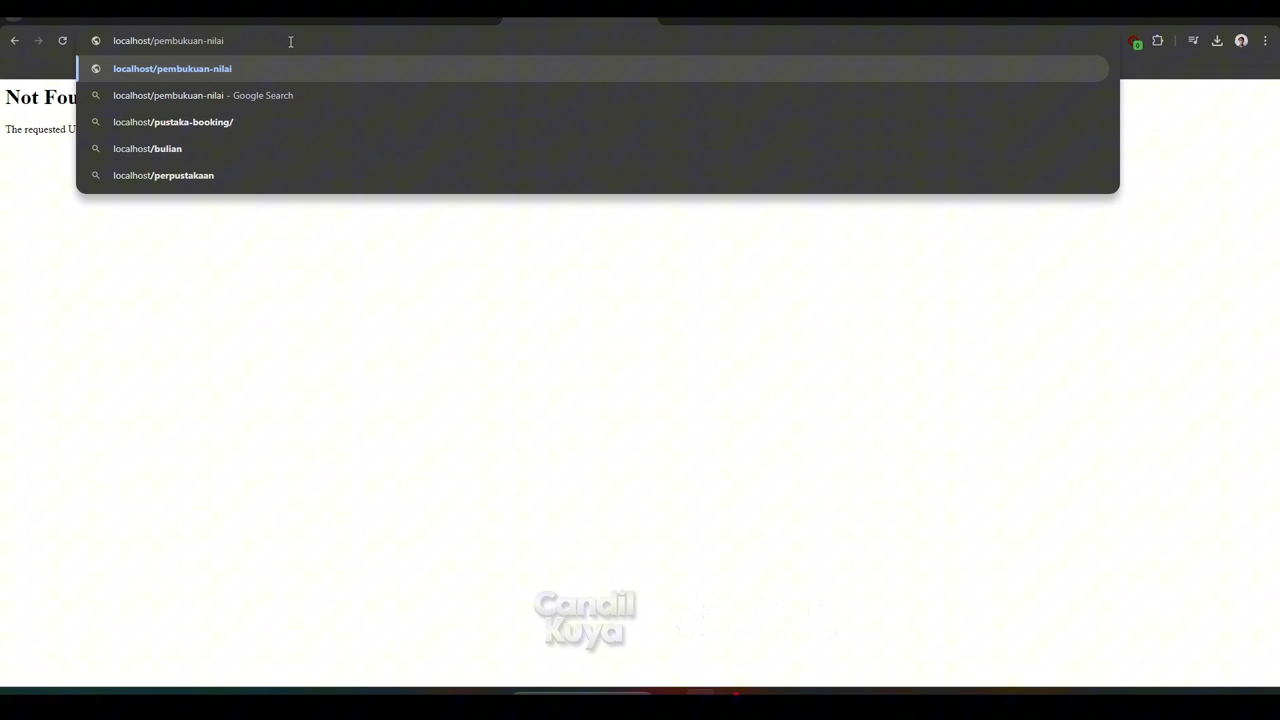 localhost/pembukuan-nilai
localhost/pembukuan-nilai
localhost/pembukuan-nilai - Google Search
localhost/pustaka-booking/
localhost/bulian
localhost/perpustakaan
0
Not Fou
The requested U
Candil
Kuya